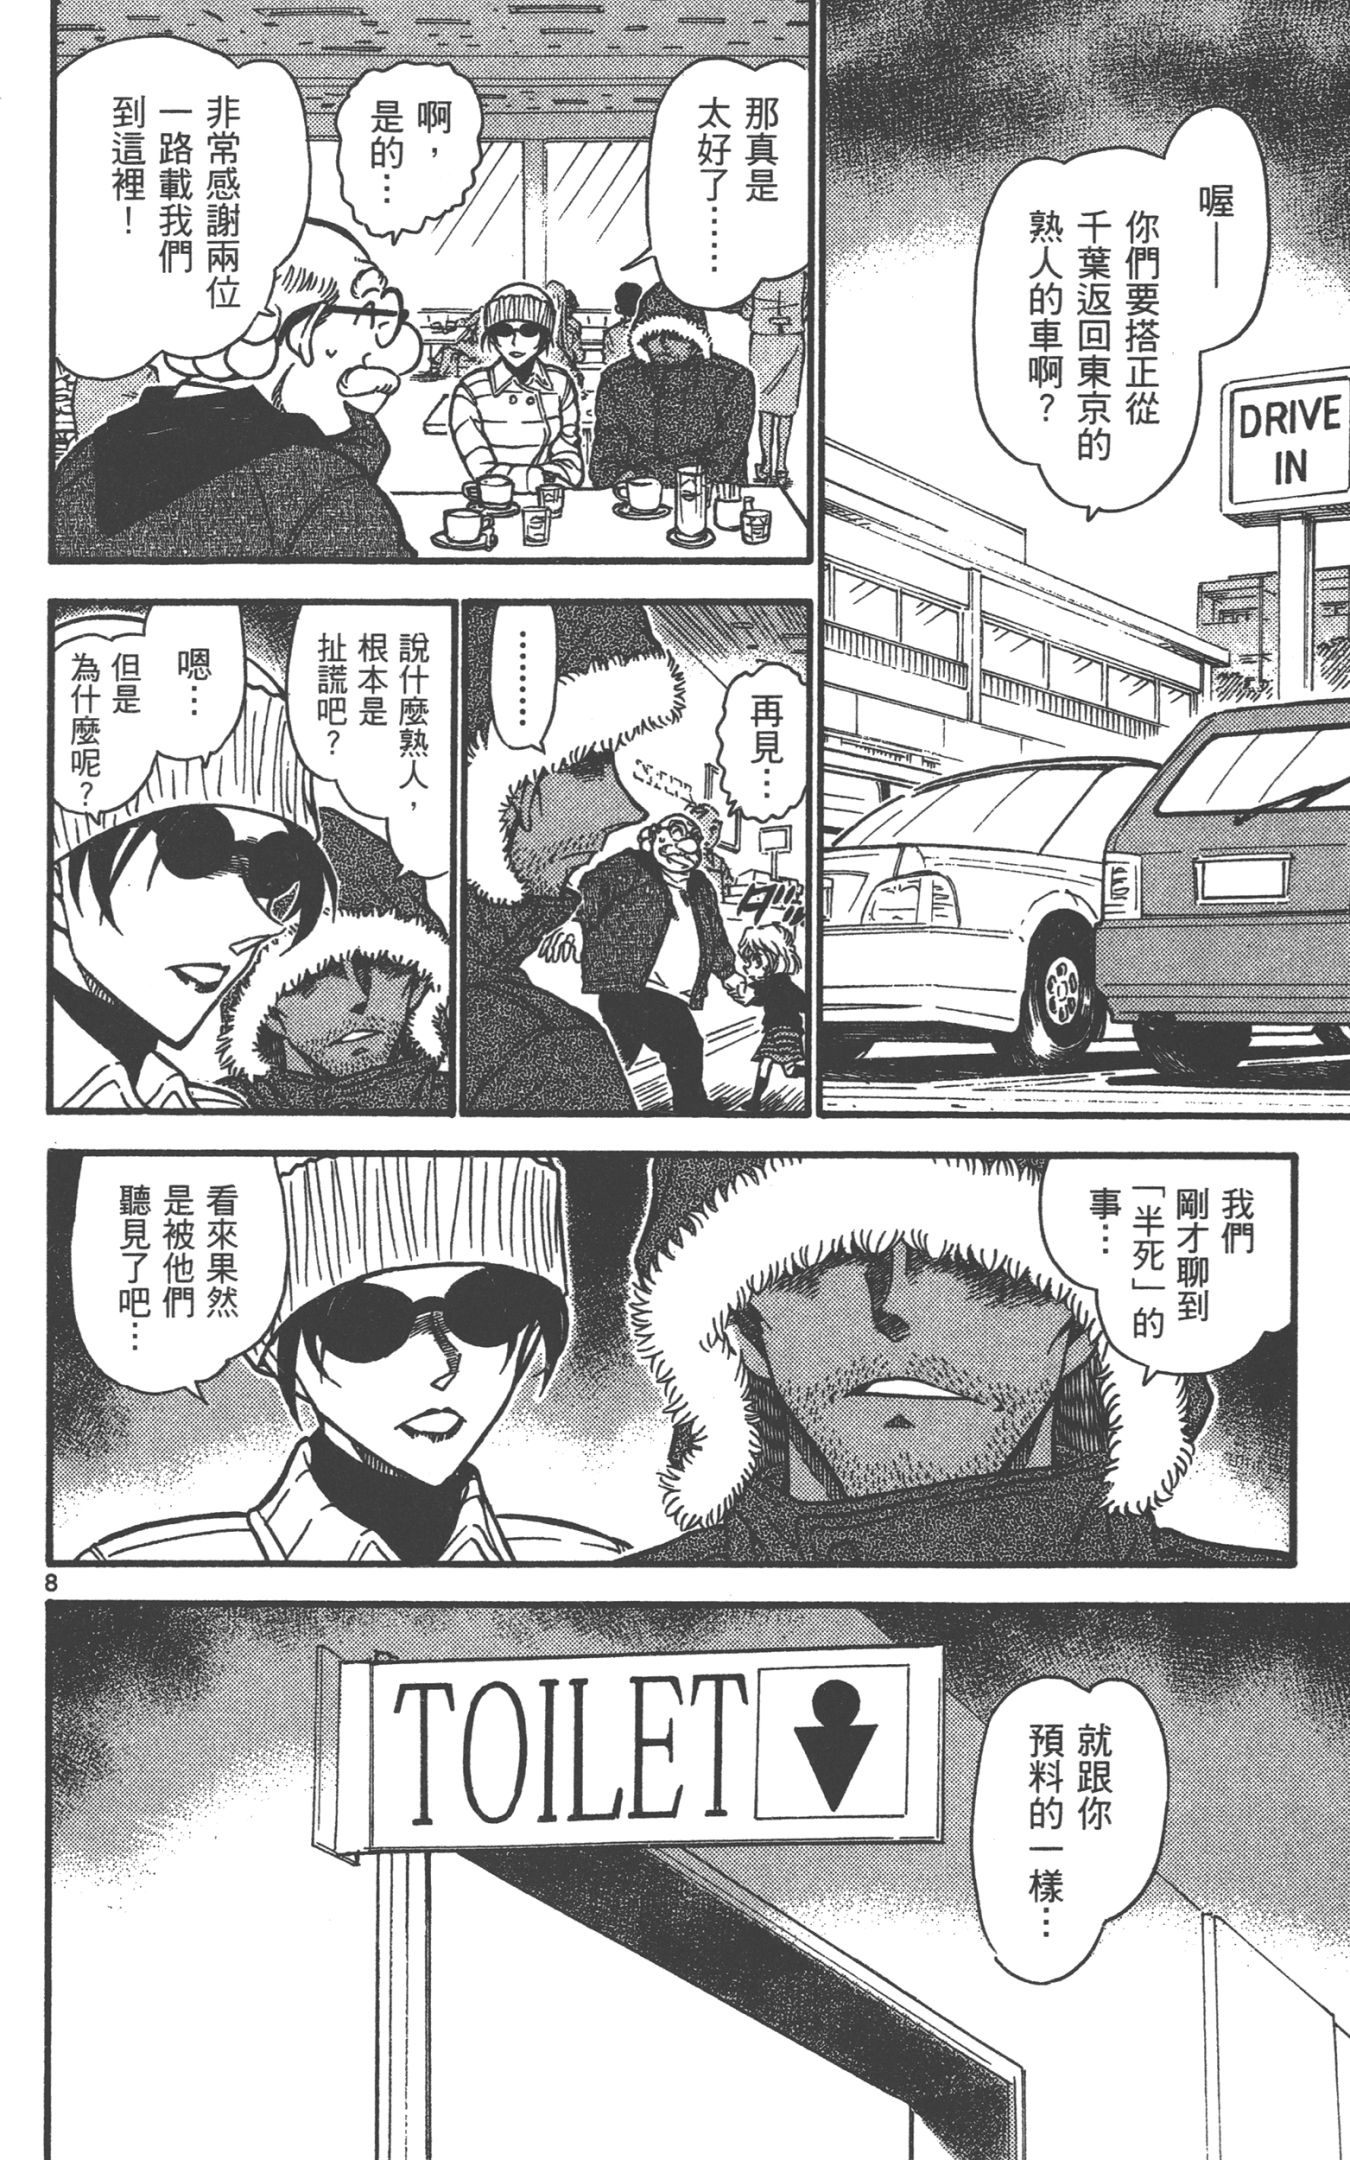 喔──
你們要搭正從
千葉返回東京的
熟人的車啊？
DRIVE
IN
那真是
太好了……
啊，
是的…
非常感謝兩位
一路載我們
到這裡！
再見…
………
說什麼熟人，
根本是
扯謊吧？
嗯…
但是
為什麼呢？
我們
剛才聊到
「半死」的
事…
看來果然
是被他們
聽見了吧…
8
就跟你
預料的一樣…
TOILET